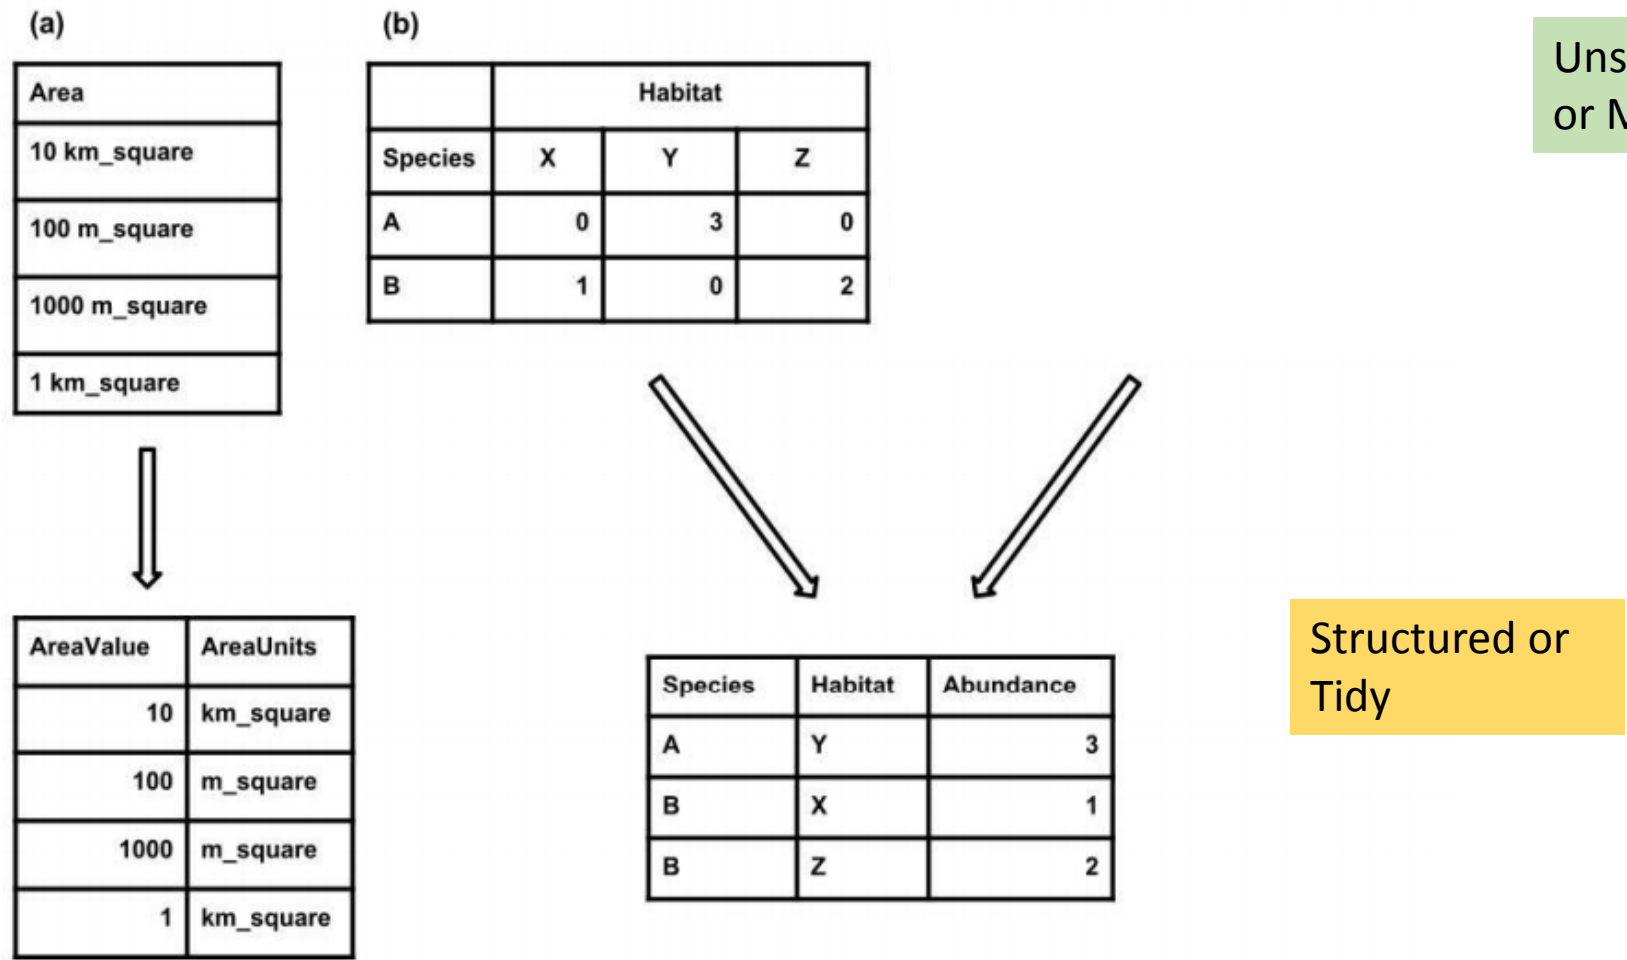 (a)
Area
10 km_square
100 m_square
1000 m_square
1 km_square
(b)
Habitat
Species X Y Z
A 0 3 0
B 1 0 2
or
AreaValue AreaUnits
10 km_square
100 m_square
1000 m_square
1 km_square
Species Habitat Abundance
A Y 3
B X 1
B Z 2
Structured or
Tidy